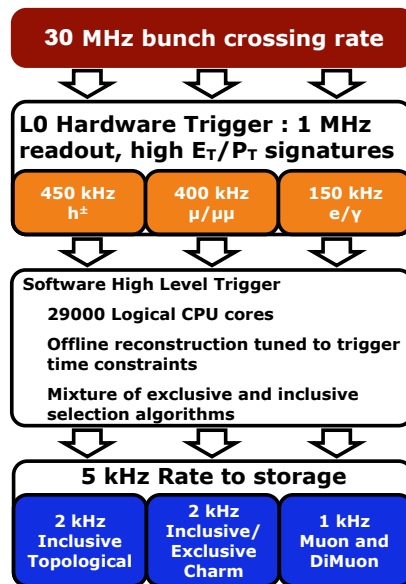 30 MHz bunch crossing rate
L0 Hardware Trigger : 1 MHz
readout, high E_T/P_T signatures
450 kHz
h±
400 kHz
μ/μμ
150 kHz
e/γ
Software High Level Trigger
29000 Logical CPU cores
Offline reconstruction tuned to trigger
time constraints
Mixture of exclusive and inclusive
selection algorithms
5 kHz Rate to storage
2 kHz
Inclusive
Topological
2 kHz
Inclusive/
Exclusive
Charm
1 kHz
Muon and
DiMuon